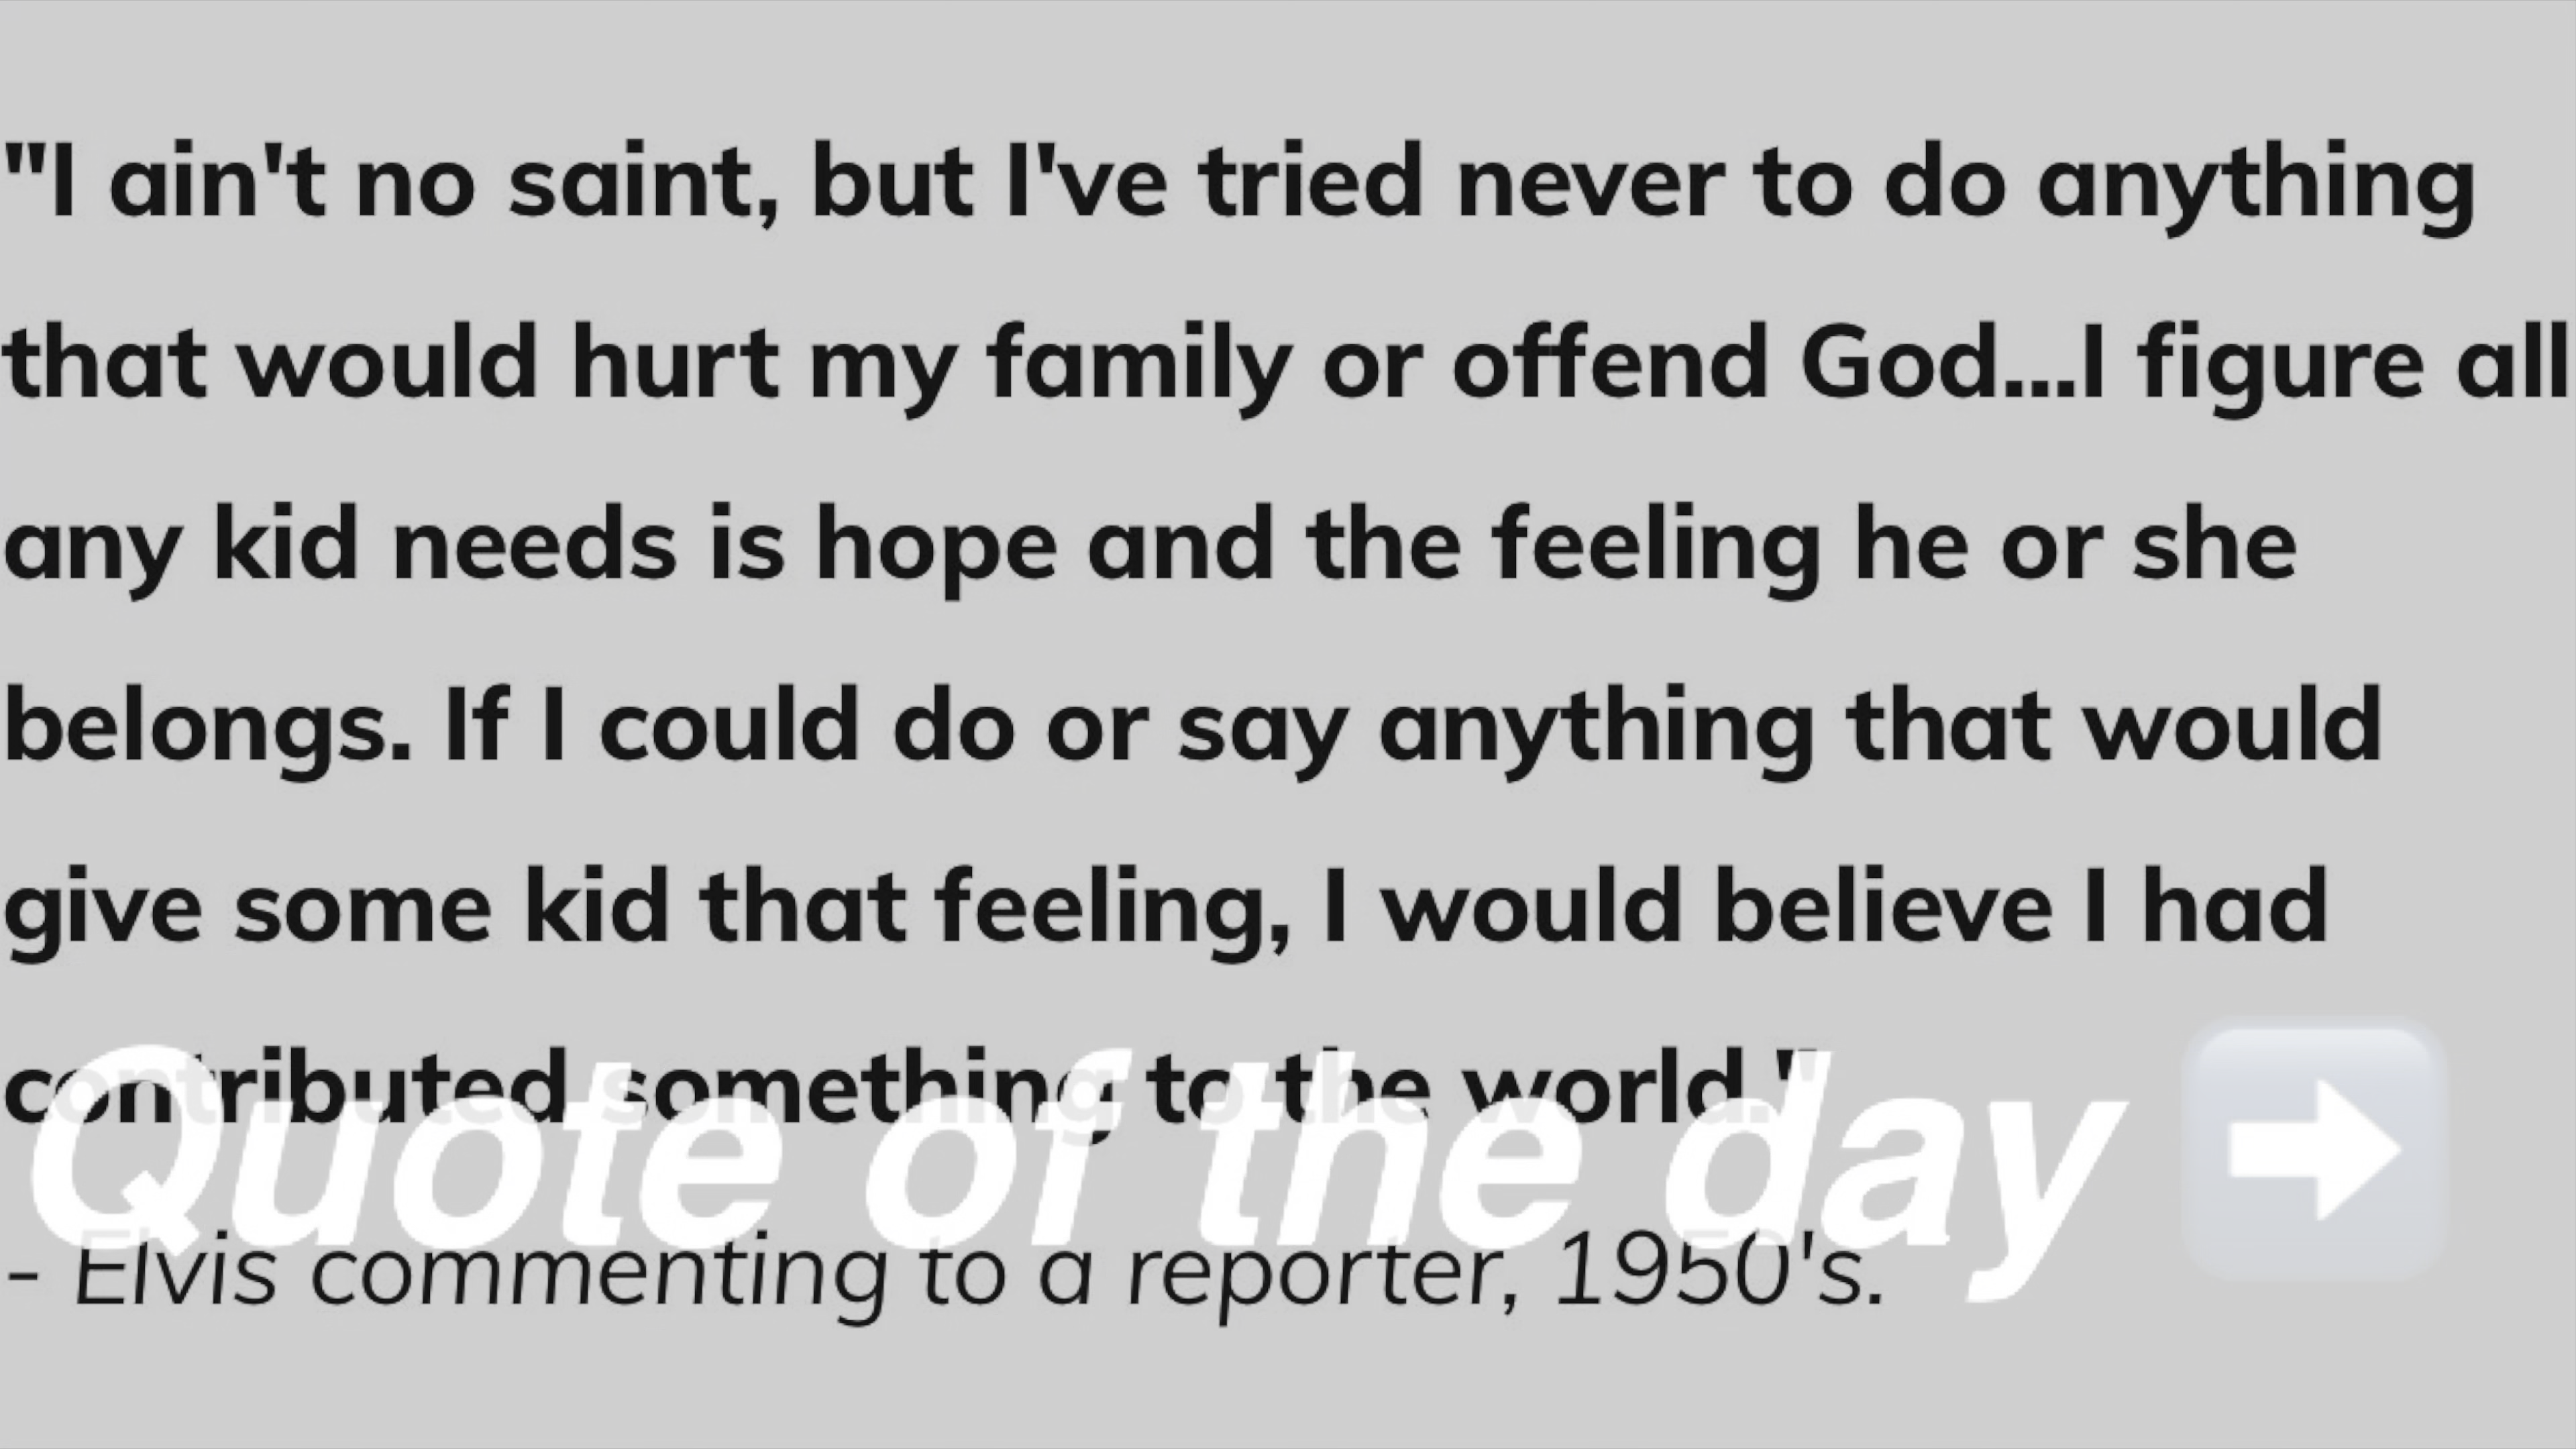 "I ain't no saint, but I've tried never to do anything
that would hurt my family or offend God...I figure all
any kid needs is hope and the feeling he or she
belongs. If I could do or say anything that would
give some kid that feeling, I would believe I had
contributed something to the world."
Quote of the day ➡️
- Elvis commenting to a reporter, 1950's.